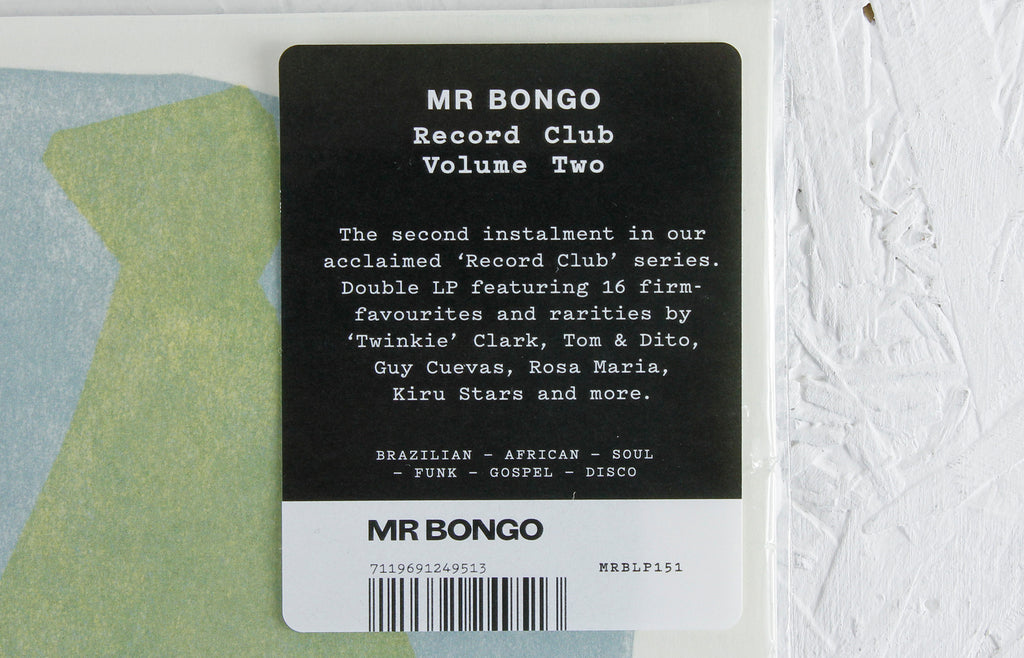 MR BONGO
Record Club
Volume Two
The second instalment in our
acclaimed ‘Record Club’ series.
Double LP featuring 16 firm-
favourites and rarities by
‘Twinkie’ Clark, Tom & Dito,
Guy Cuevas, Rosa Maria,
Kiru Stars and more.
BRAZILIAN – AFRICAN – SOUL
– FUNK – GOSPEL – DISCO
MR BONGO
7119691249513
MRBLP151